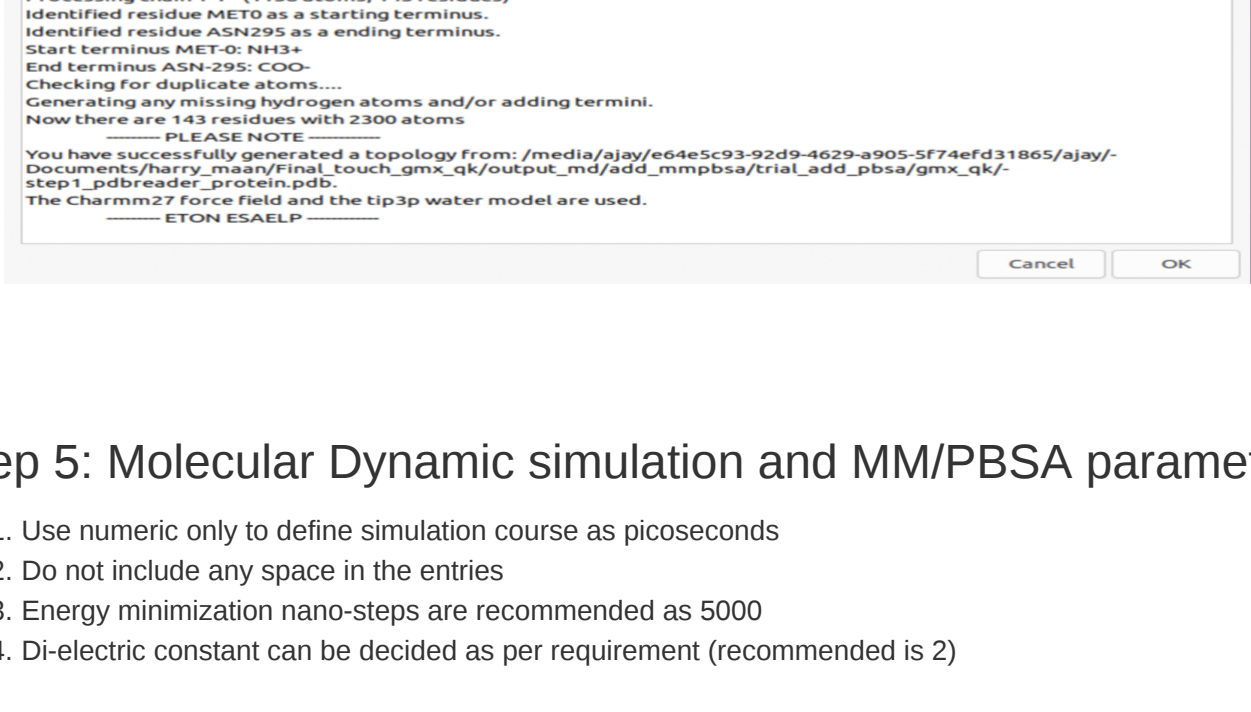 Identified residue MET0 as a starting terminus.
Identified residue ASN295 as a ending terminus.
Start terminus MET-0: NH3+
End terminus ASN-295: COO-
Checking for duplicate atoms....
Generating any missing hydrogen atoms and/or adding termini.
Now there are 143 residues with 2300 atoms
--------- PLEASE NOTE ------------
You have successfully generated a topology from: /media/ajay/e64e5c93-92d9-4629-a905-5f74efd31865/ajay/-
Documents/harry_maan/Final_touch_gmx_qk/output_md/add_mmpbsa/trial_add_pbsa/gmx_qk/-
step1_pdbreader_protein.pdb.
The Charmm27 force field and the tip3p water model are used.
--------- ETON ESAELP ------------
Cancel OK
ep 5: Molecular Dynamic simulation and MM/PBSA paramet
1. Use numeric only to define simulation course as picoseconds
2. Do not include any space in the entries
3. Energy minimization nano-steps are recommended as 5000
4. Di-electric constant can be decided as per requirement (recommended is 2)